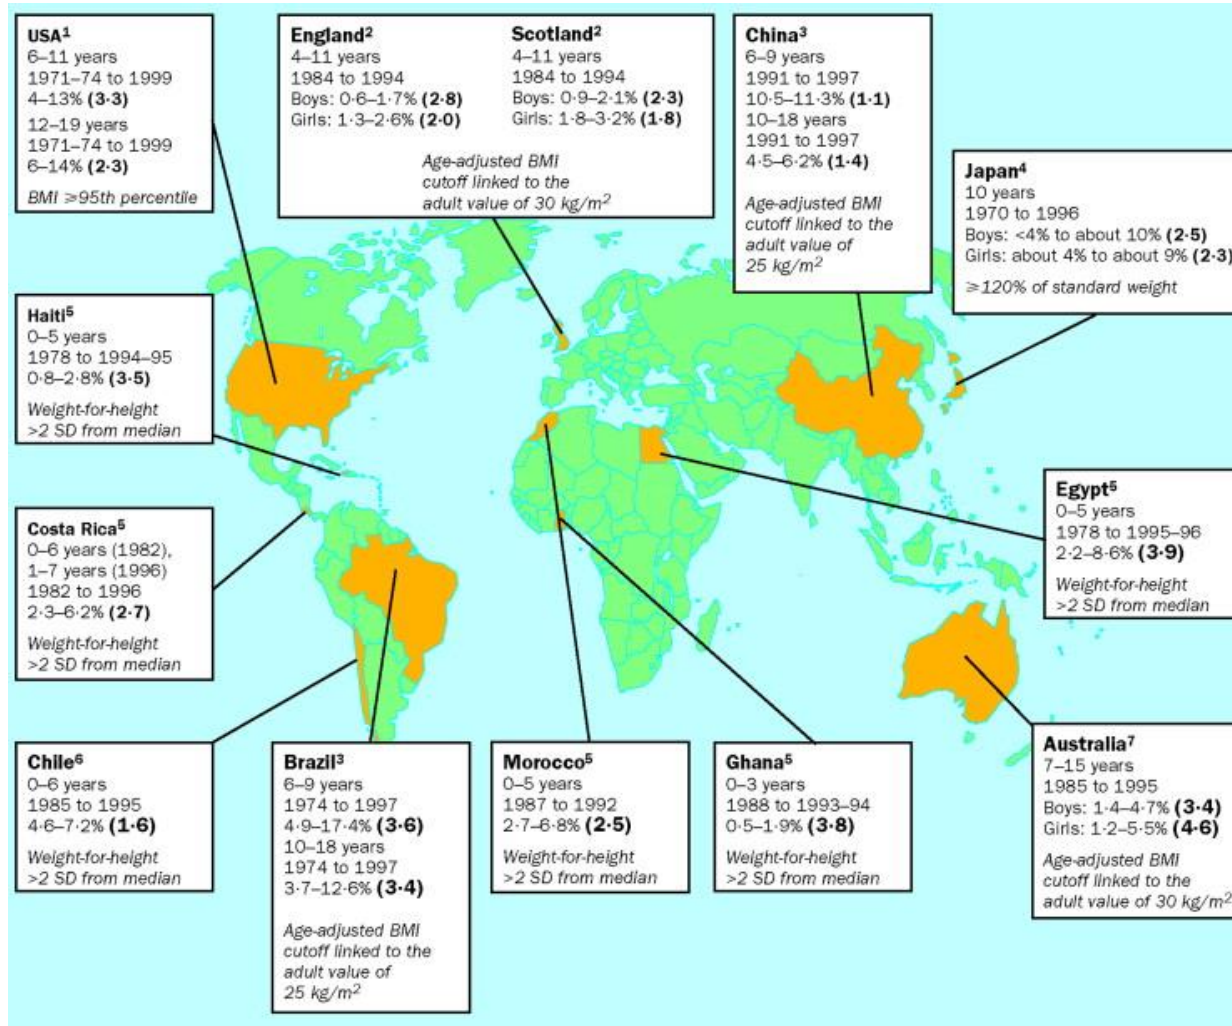 USA¹
6–11 years
1971–74 to 1999
4–13% (3·3)
12–19 years
1971–74 to 1999
6–14% (2·3)
BMI ⩾95th percentile
England²
4–11 years
1984 to 1994
Boys: 0·6–1·7% (2·8)
Girls: 1·3–2·6% (2·0)
Scotland²
4–11 years
1984 to 1994
Boys: 0·9–2·1% (2·3)
Girls: 1·8–3·2% (1·8)
Age-adjusted BMI
cutoff linked to the
adult value of 30 kg/m²
China³
6–9 years
1991 to 1997
10·5–11·3% (1·1)
10–18 years
1991 to 1997
4·5–6·2% (1·4)
Age-adjusted BMI
cutoff linked to the
adult value of
25 kg/m²
Japan⁴
10 years
1970 to 1996
Boys: <4% to about 10% (2·5)
Girls: about 4% to about 9% (2·3)
⩾120% of standard weight
Haiti⁵
0–5 years
1978 to 1994–95
0·8–2·8% (3·5)
Weight-for-height
>2 SD from median
Costa Rica⁵
0–6 years (1982),
1–7 years (1996)
1982 to 1996
2·3–6·2% (2·7)
Weight-for-height
>2 SD from median
Egypt⁵
0–5 years
1978 to 1995–96
2·2–8·6% (3·9)
Weight-for-height
>2 SD from median
Chile⁶
0–6 years
1985 to 1995
4·6–7·2% (1·6)
Weight-for-height
>2 SD from median
Brazil³
6–9 years
1974 to 1997
4·9–17·4% (3·6)
10–18 years
1974 to 1997
3·7–12·6% (3·4)
Age-adjusted BMI
cutoff linked to the
adult value of
25 kg/m²
Morocco⁵
0–5 years
1987 to 1992
2·7–6·8% (2·5)
Weight-for-height
>2 SD from median
Ghana⁵
0–3 years
1988 to 1993–94
0·5–1·9% (3·8)
Weight-for-height
>2 SD from median
Australia⁷
7–15 years
1985 to 1995
Boys: 1·4–4·7% (3·4)
Girls: 1·2–5·5% (4·6)
Age-adjusted BMI
cutoff linked to the
adult value of 30 kg/m²